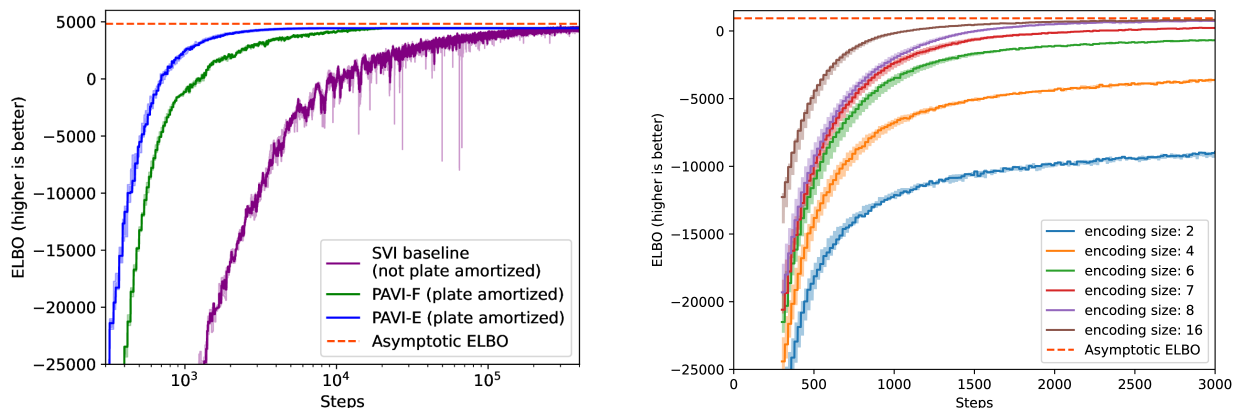 5000
0
−5000
−10000
−15000
−20000
−25000
ELBO (higher is better)
10³
10⁴
10⁵
Steps
SVI baseline
(not plate amortized)
PAVI-F (plate amortized)
PAVI-E (plate amortized)
Asymptotic ELBO
0
−5000
−10000
−15000
−20000
−25000
ELBO (higher is better)
0
500
1000
1500
2000
2500
3000
Steps
encoding size: 2
encoding size: 4
encoding size: 6
encoding size: 7
encoding size: 8
encoding size: 16
Asymptotic ELBO